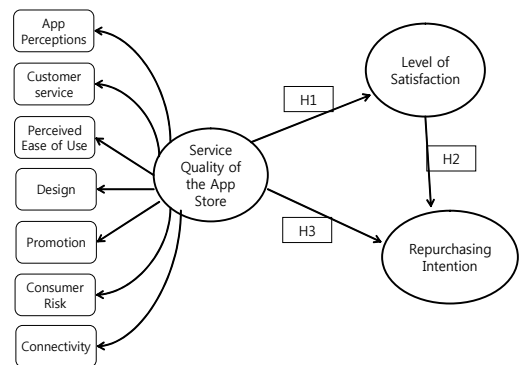 App
Perceptions
Customer
service
Perceived
Ease of Use
Design
Promotion
Consumer
Risk
Connectivity
Service
Quality of
the App
Store
H1
H3
Level of
Satisfaction
H2
Repurchasing
Intention